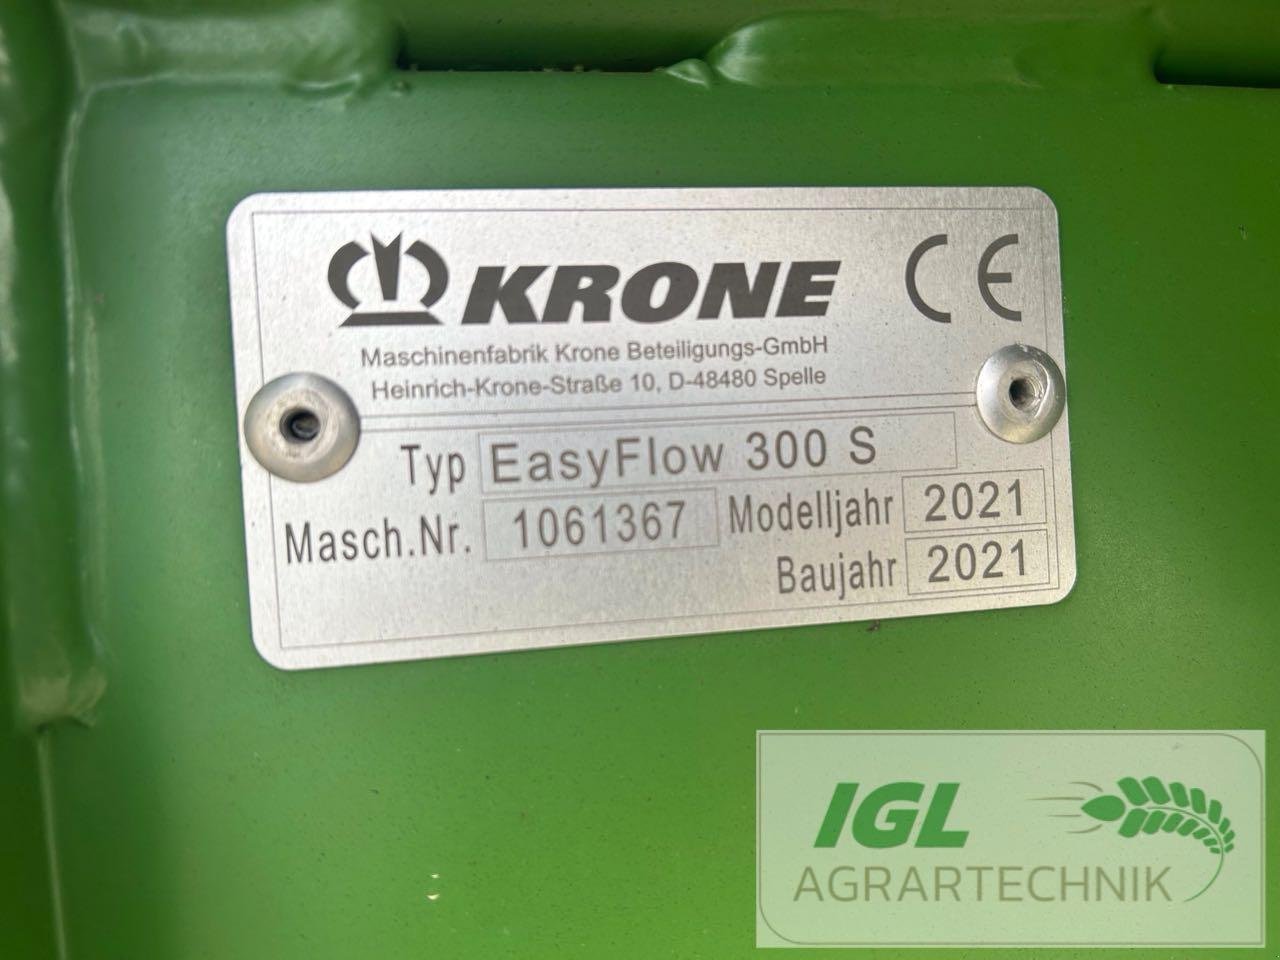 KRONE CE
Maschinenfabrik Krone Beteiligungs-GmbH
Heinrich-Krone-Straße 10, D-48480 Spelle
Typ EasyFlow 300 S
Masch.Nr. 1061367 Modelljahr 2021
Baujahr 2021
IGL
AGRARTECHNIK